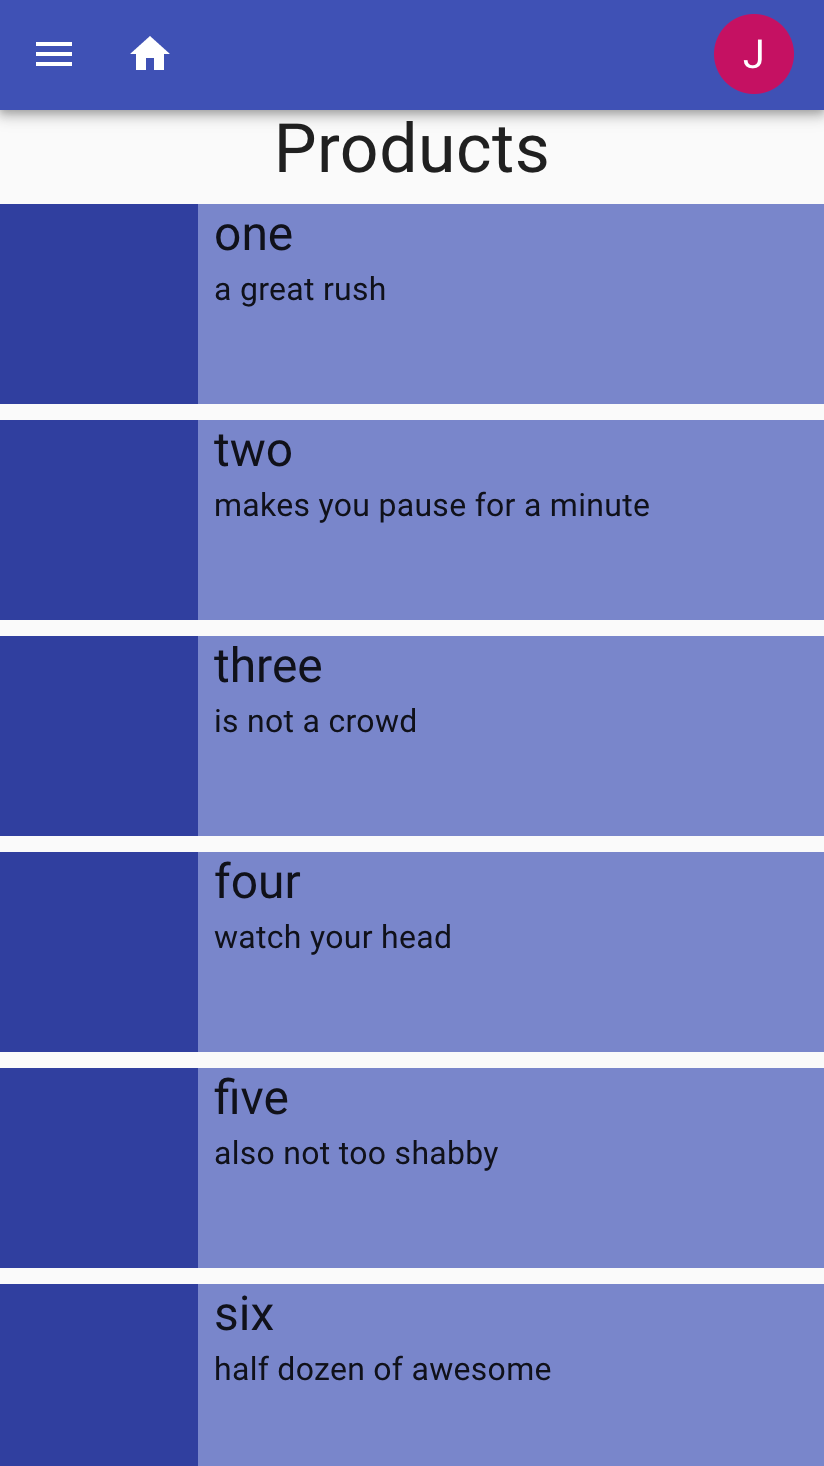 J
Products
one
a great rush
two
makes you pause for a minute
three
is not a crowd
four
watch your head
five
also not too shabby
six
half dozen of awesome